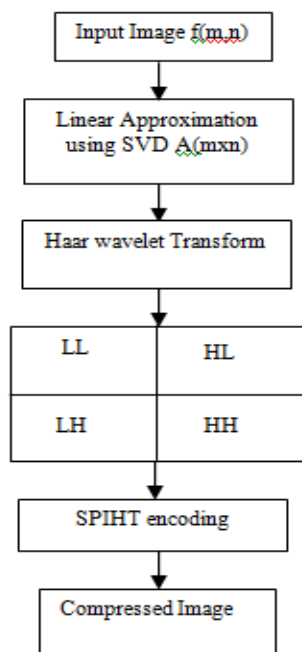 Input Image f(m,n)
Linear Approximation
using SVD A(mxn)
Haar wavelet Transform
LL HL
LH HH
SPIHT encoding
Compressed Image